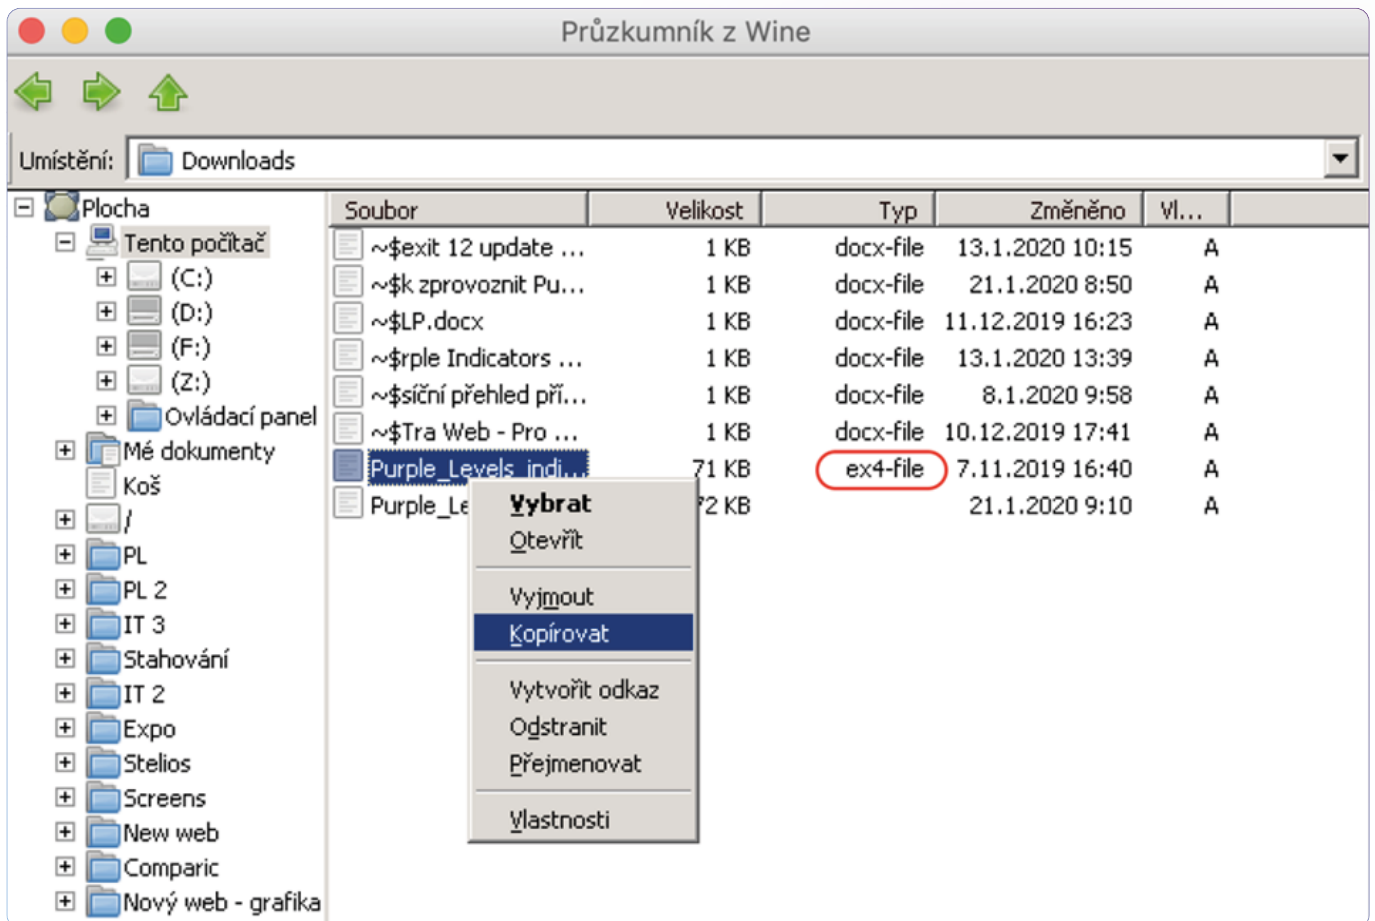 Průzkumník z Wine
Umístění: Downloads
Plocha
Tento počítač
(C:)
(D:)
(F:)
(Z:)
Ovládací panel
Mé dokumenty
Koš
/
PL
PL 2
IT 3
Stahování
IT 2
Expo
Stelios
Screens
New web
Comparic
Nový web - grafika
Soubor Velikost Typ Změněno Vl...
~$exit 12 update ... 1 KB docx-file 13.1.2020 10:15 A
~$k zprovoznit Pu... 1 KB docx-file 21.1.2020 8:50 A
~$LP.docx 1 KB docx-file 11.12.2019 16:23 A
~$rple Indicators ... 1 KB docx-file 13.1.2020 13:39 A
~$síční přehled pří... 1 KB docx-file 8.1.2020 9:58 A
~$Tra Web - Pro ... 1 KB docx-file 10.12.2019 17:41 A
Purple_Levels_indi... 71 KB ex4-file 7.11.2019 16:40 A
Purple_Le 72 KB 21.1.2020 9:10 A
Vybrat
Otevřít
Vyjmout
Kopírovat
Vytvořit odkaz
Odstranit
Přejmenovat
Vlastnosti